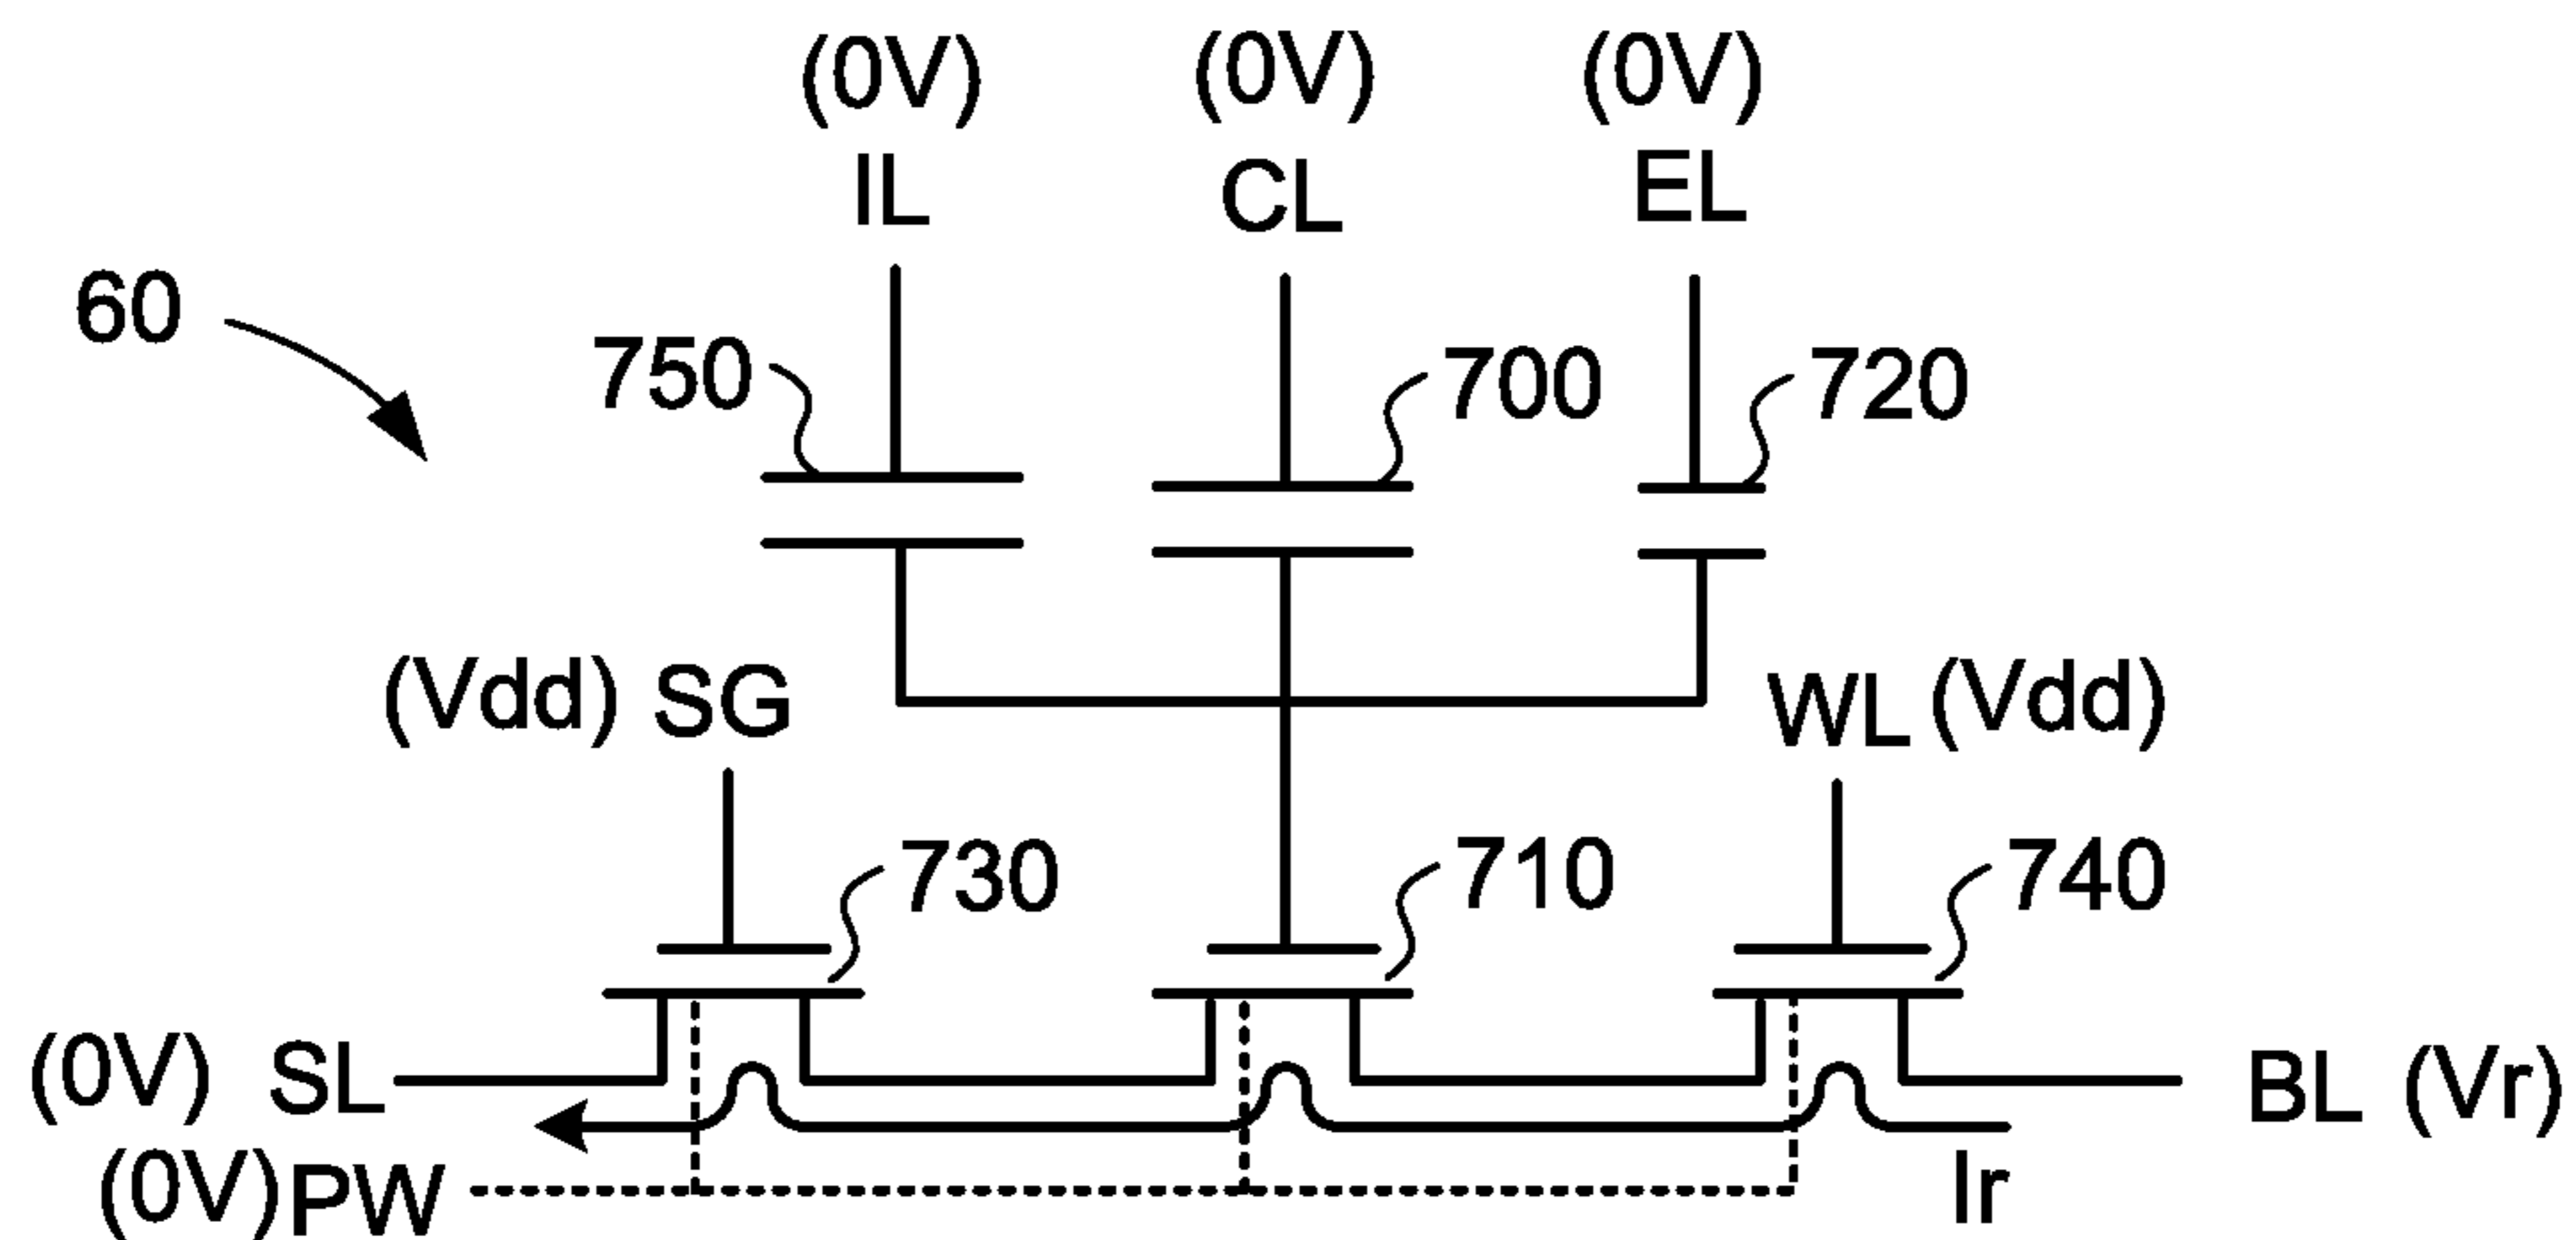 (0V) (0V) (0V)
IL CL EL
60
750 700 720
(Vdd) SG WL (Vdd)
730 710 740
(0V) SL BL (Vr)
(0V) PW Ir